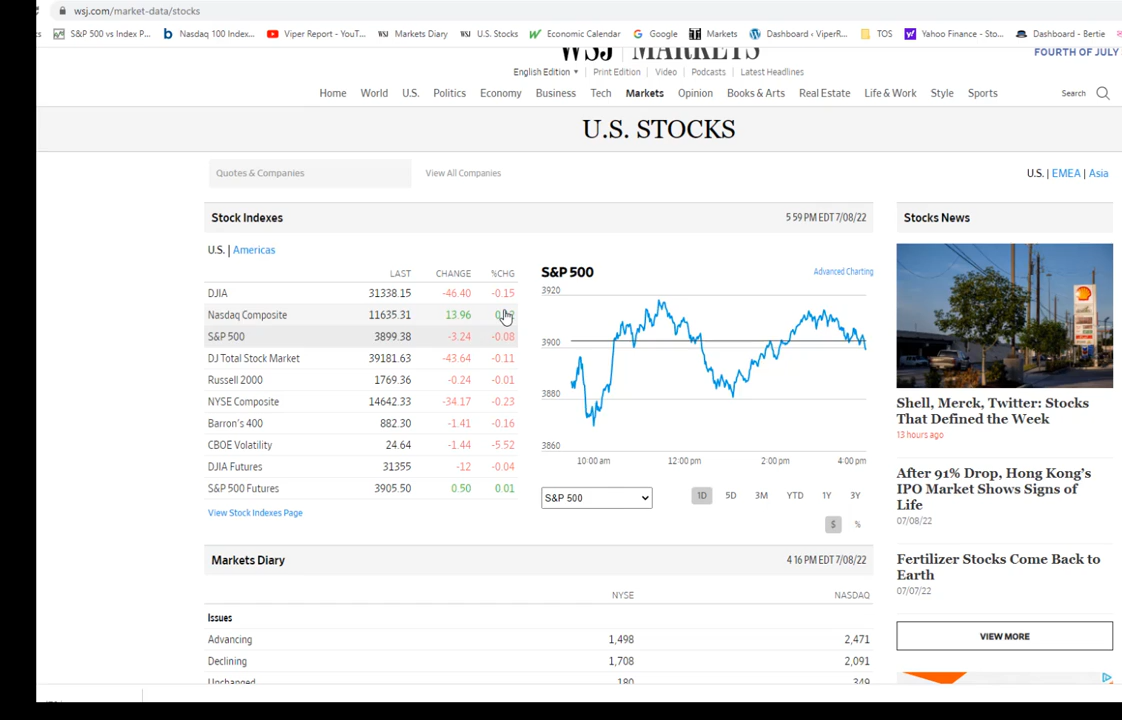 wsj.com/market-data/stocks
S&P 500 vs Index P... Nasdaq 100 Index... Viper Report - YouT... WSJ Markets Diary WSJ U.S. Stocks Economic Calendar Google Markets Dashboard ‹ ViperR... TOS Yahoo Finance - Sto... Dashboard - Bertie
WSJ MARKETS
FOURTH OF JULY
English Edition Print Edition Video Podcasts Latest Headlines
Home World U.S. Politics Economy Business Tech Markets Opinion Books & Arts Real Estate Life & Work Style Sports Search
U.S. STOCKS
Quotes & Companies View All Companies U.S. | EMEA | Asia
Stock Indexes 5 59 PM EDT 7/08/22
U.S. | Americas
LAST CHANGE %CHG
DJIA 31338.15 -46.40 -0.15
Nasdaq Composite 11635.31 13.96
S&P 500 3899.38 -3.24 -0.08
DJ Total Stock Market 39181.63 -43.64 -0.11
Russell 2000 1769.36 -0.24 -0.01
NYSE Composite 14642.33 -34.17 -0.23
Barron's 400 882.30 -1.41 -0.16
CBOE Volatility 24.64 -1.44 -5.52
DJIA Futures 31355 -12 -0.04
S&P 500 Futures 3905.50 0.50 0.01
View Stock Indexes Page
S&P 500 Advanced Charting
3920
3900
3880
3860
10:00 am 12:00 pm 2:00 pm 4:00 pm
S&P 500 1D 5D 3M YTD 1Y 3Y
$ %
Markets Diary 4 16 PM EDT 7/08/22
NYSE NASDAQ
Issues
Advancing 1,498 2,471
Declining 1,708 2,091
Unchanged 180 349
Stocks News
Shell
Shell, Merck, Twitter: Stocks
That Defined the Week
13 hours ago
After 91% Drop, Hong Kong's
IPO Market Shows Signs of
Life
07/08/22
Fertilizer Stocks Come Back to
Earth
07/07/22
VIEW MORE